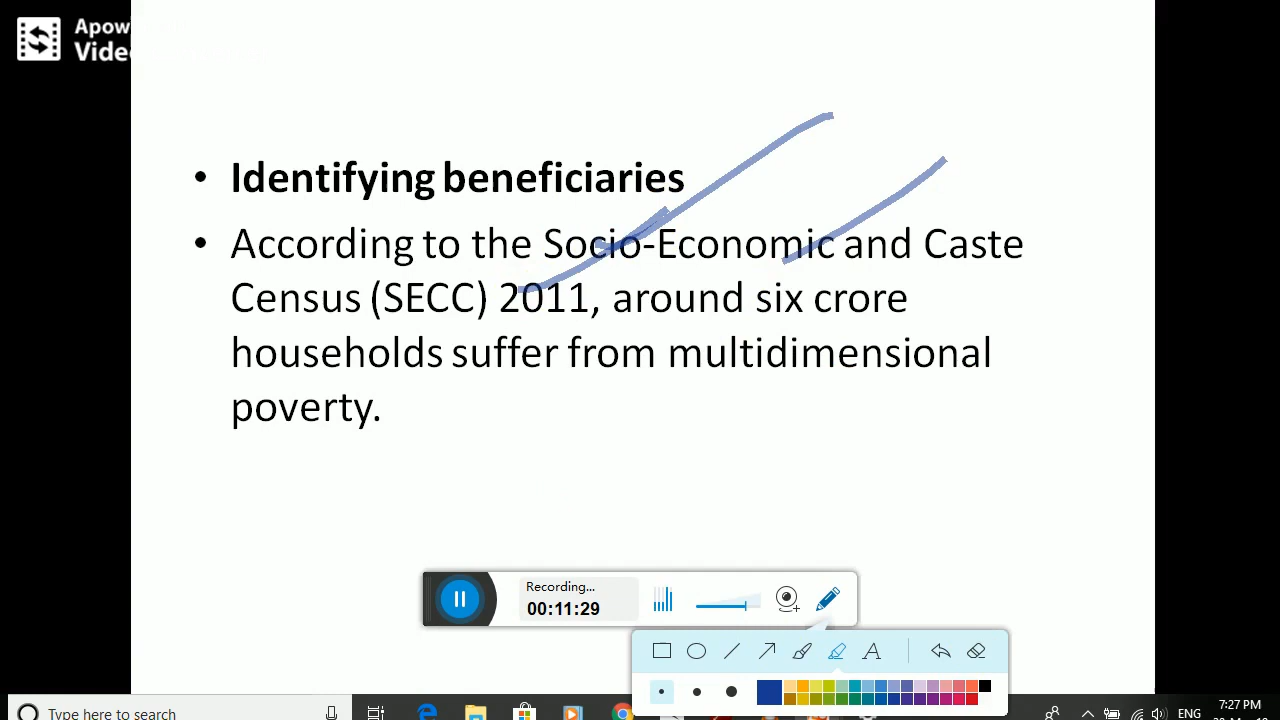 Apow
Vide
• Identifying beneficiaries
• According to the Socio-Economic and Caste
Census (SECC) 2011, around six crore
households suffer from multidimensional
poverty.
Recording...
00:11:29
A
Type here to search
ENG
7:27 PM